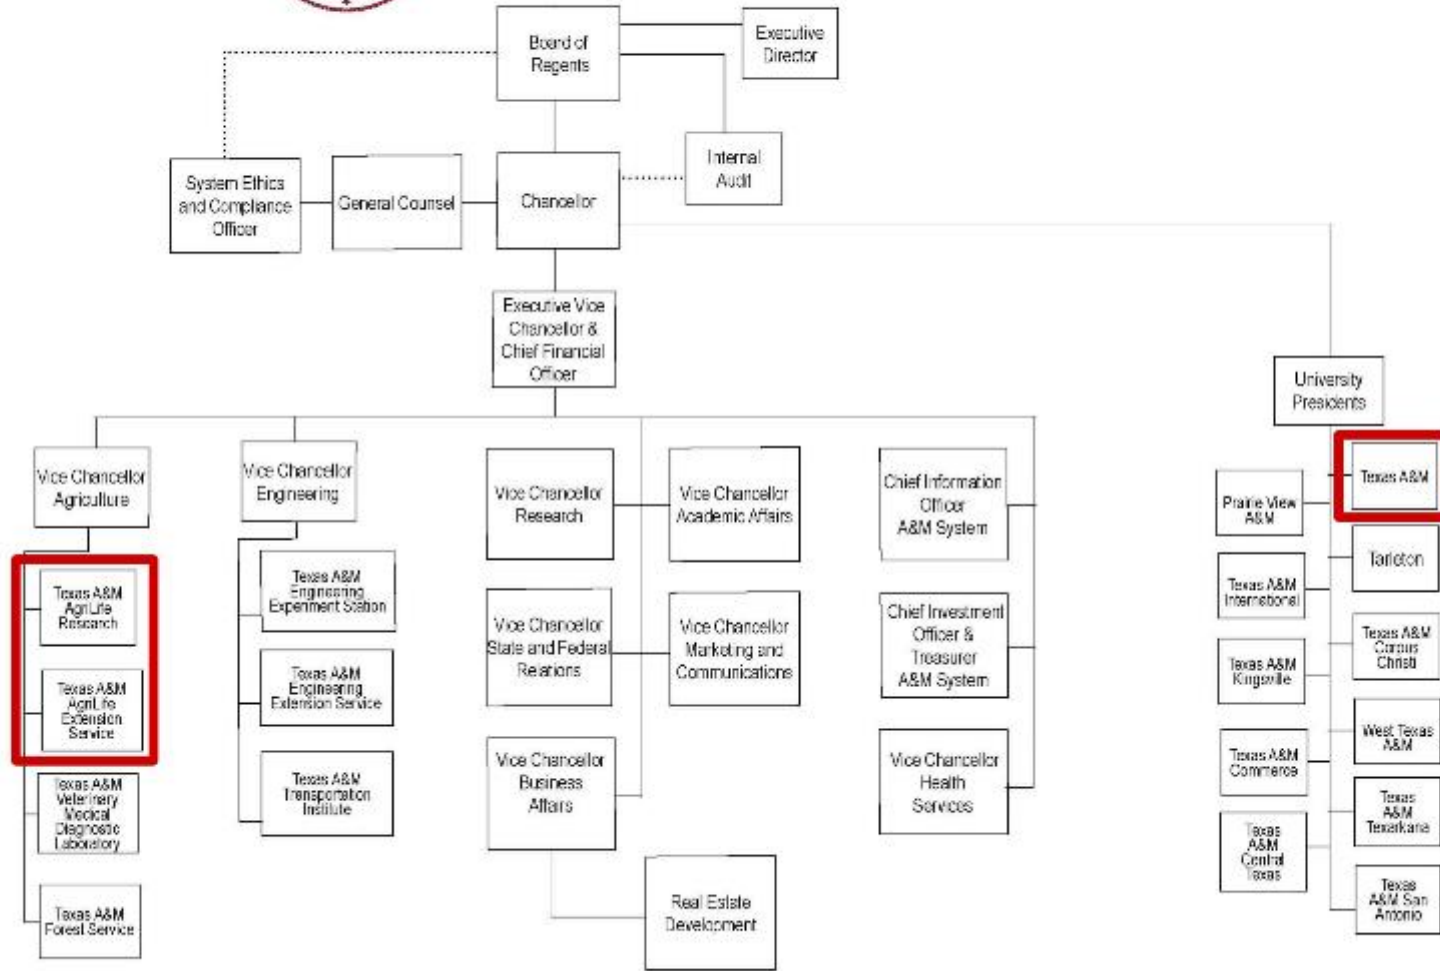 Board of
Regents
Executive
Director
Internal
Audit
System Ethics
and Compliance
Officer
General Counsel
Chancellor
Executive Vice
Chancellor &
Chief Financial
Officer
University
Presidents
Vice Chancellor
Agriculture
Texas A&M
AgriLife
Research
Texas A&M
AgriLife
Extension
Service
Texas A&M
Veterinary
Medical
Diagnostic
Laboratory
Texas A&M
Forest Service
Vice Chancellor
Engineering
Texas A&M
Engineering
Experiment Station
Texas A&M
Engineering
Extension Service
Texas A&M
Transportation
Institute
Vice Chancellor
Research
Vice Chancellor
Academic Affairs
Vice Chancellor
State and Federal
Relations
Vice Chancellor
Marketing and
Communications
Vice Chancellor
Business
Affairs
Real Estate
Development
Chief Information
Officer
A&M System
Chief Investment
Officer &
Treasurer
A&M System
Vice Chancellor
Health
Services
Texas A&M
Prairie View
A&M
Tarleton
Texas A&M
International
Texas A&M
Corpus
Christi
Texas A&M
Kingsville
West Texas
A&M
Texas A&M
Commerce
Texas
A&M
Texarkana
Texas
A&M
Central
Texas
Texas
A&M San
Antonio